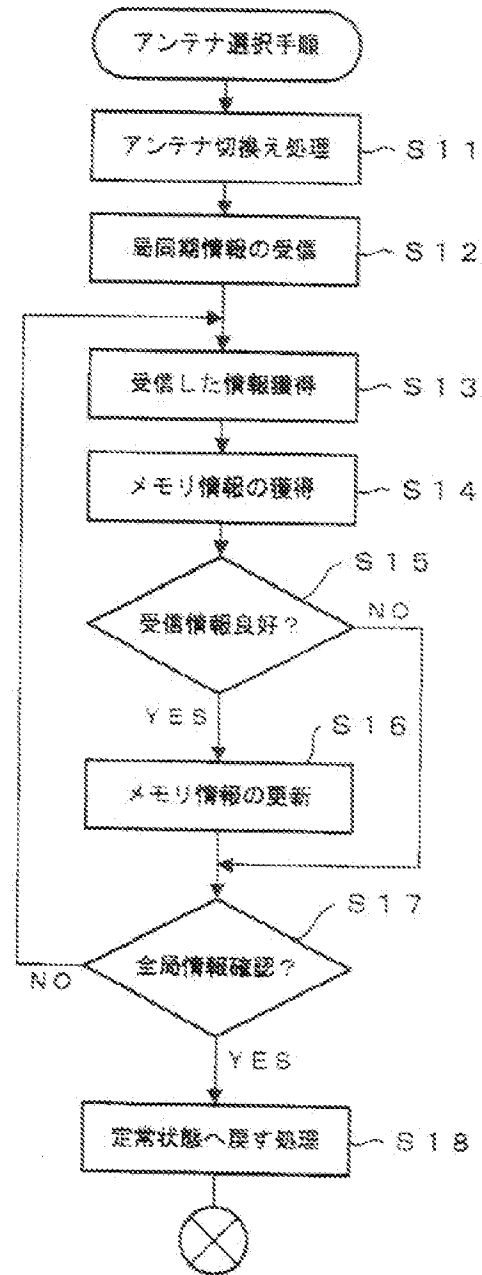 アンテナ選択手順
アンテナ切換え処理
S11
局同期情報の受信
S12
受信した情報獲得
S13
メモリ情報の獲得
S14
S15
受信情報良好?
NO
YES
S16
メモリ情報の更新
S17
全局情報確認?
NO
YES
定常状態へ戻す処理
S18